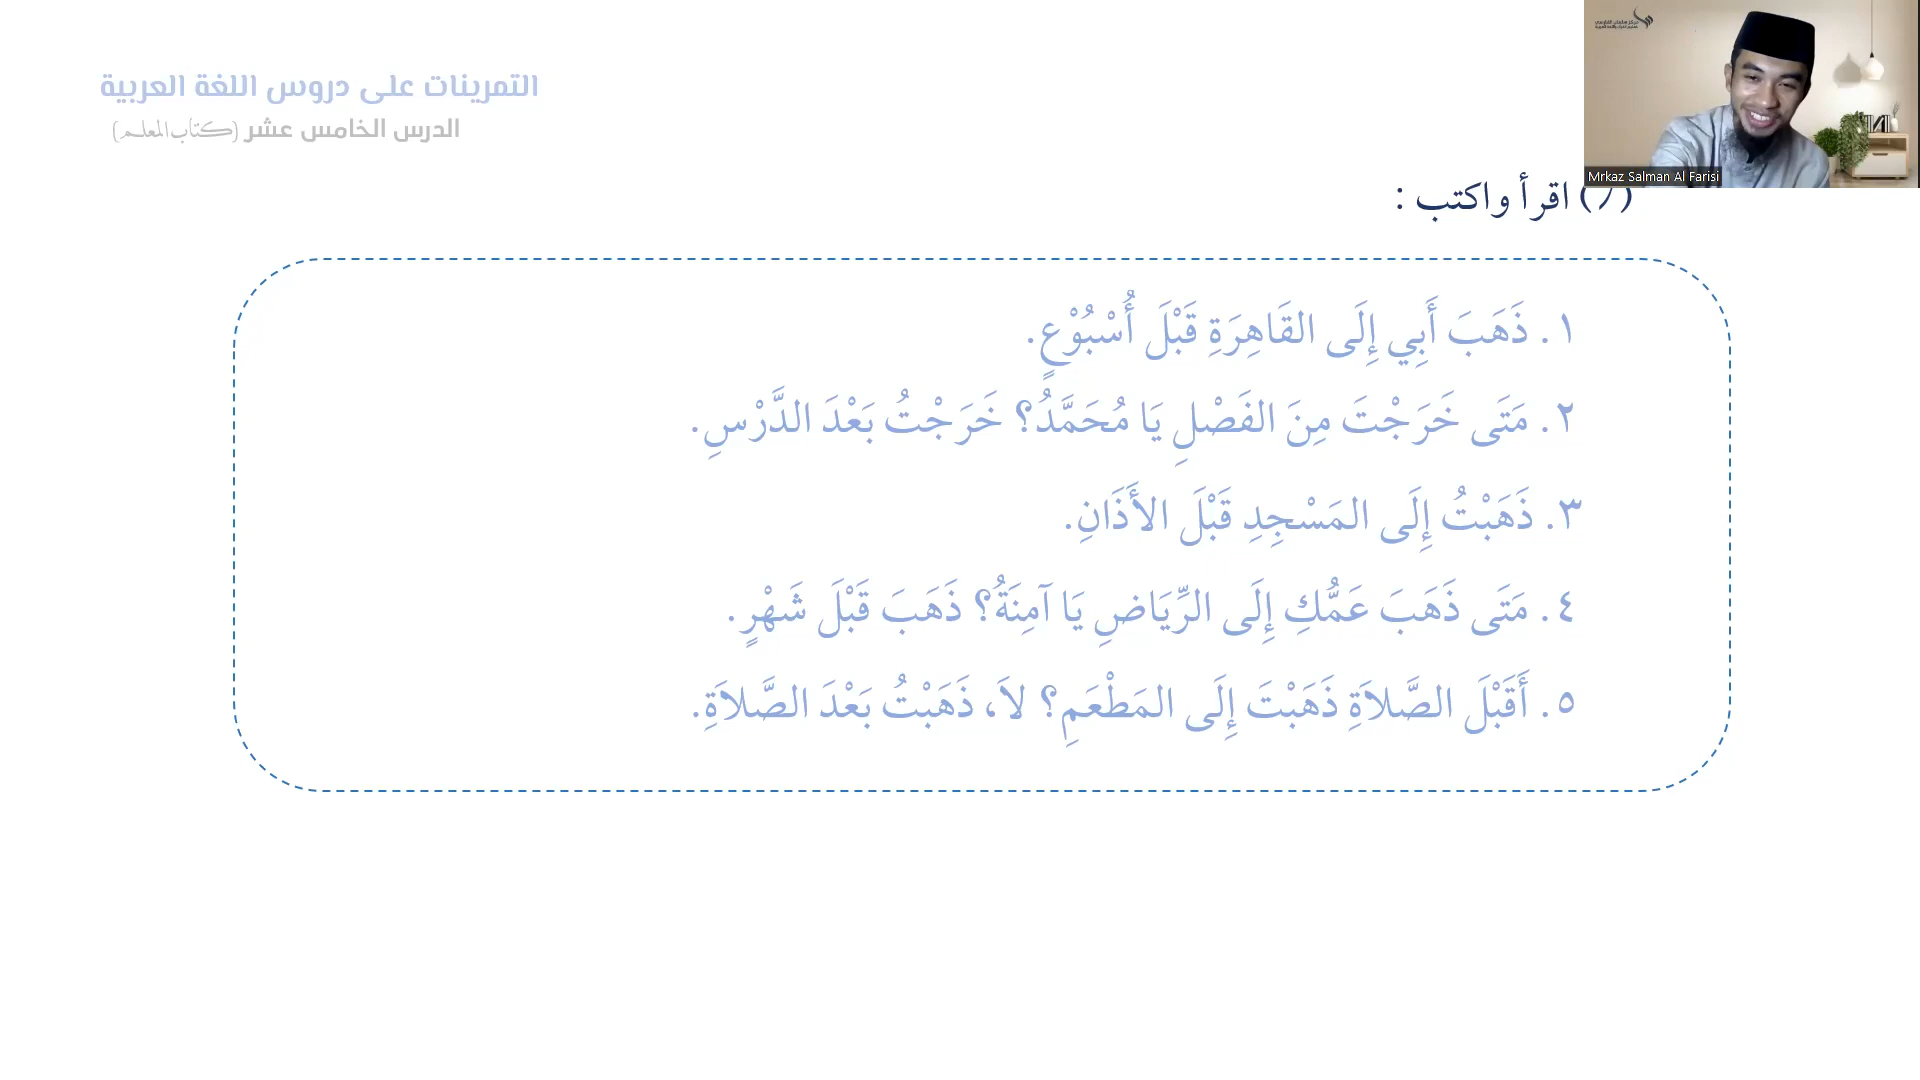 التمرينات على دروس اللغة العربية
الدرس الخامس عشر (كتاب المعلم)
Mrkaz Salman Al Farisi
اقرأ واكتب :
١. ذَهَبَ أَبِي إِلَى القَاهِرَةِ قَبْلَ أُسْبُوْعٍ.
٢. مَتَى خَرَجْتَ مِنَ الفَصْلِ يَا مُحَمَّدُ؟ خَرَجْتُ بَعْدَ الدَّرْسِ.
٣. ذَهَبْتُ إِلَى المَسْجِدِ قَبْلَ الأَذَانِ.
٤. مَتَى ذَهَبَ عَمُّكِ إِلَى الرِّيَاضِ يَا آمِنَةُ؟ ذَهَبَ قَبْلَ شَهْرٍ.
٥. أَقَبْلَ الصَّلاَةِ ذَهَبْتَ إِلَى المَطْعَمِ؟ لاَ، ذَهَبْتُ بَعْدَ الصَّلاَةِ.